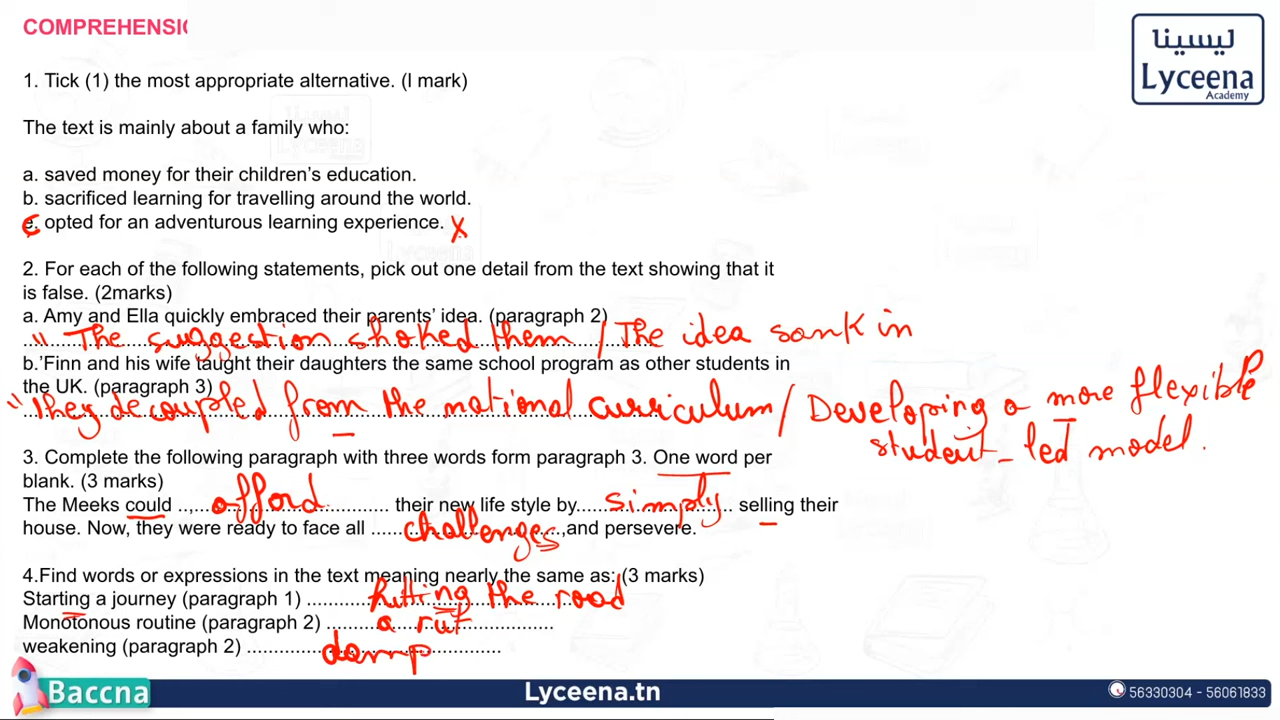 COMPREHENSIC
ليسينا
Lyceena
Academy
1. Tick (1) the most appropriate alternative. (I mark)
The text is mainly about a family who:
a. saved money for their children's education.
b. sacrificed learning for travelling around the world.
c. opted for an adventurous learning experience. X
2. For each of the following statements, pick out one detail from the text showing that it
is false. (2marks)
a. Amy and Ella quickly embraced their parents' idea. (paragraph 2)
" The suggestion shoked them / The idea sank in
b.'Finn and his wife taught their daughters the same school program as other students in
the UK. (paragraph 3)
" They decoupled from the national curriculum / Developing a more flexible
student-led model.
3. Complete the following paragraph with three words form paragraph 3. One word per
blank. (3 marks)
The Meeks could ..,...afford............ their new life style by....simply.... selling their
house. Now, they were ready to face all ....challenges....,and persevere.
4.Find words or expressions in the text meaning nearly the same as: (3 marks)
Starting a journey (paragraph 1) ............hitting the road
Monotonous routine (paragraph 2) .........a rut...............
weakening (paragraph 2) ...............damp.............
Baccna
Lyceena.tn
56330304 - 56061833